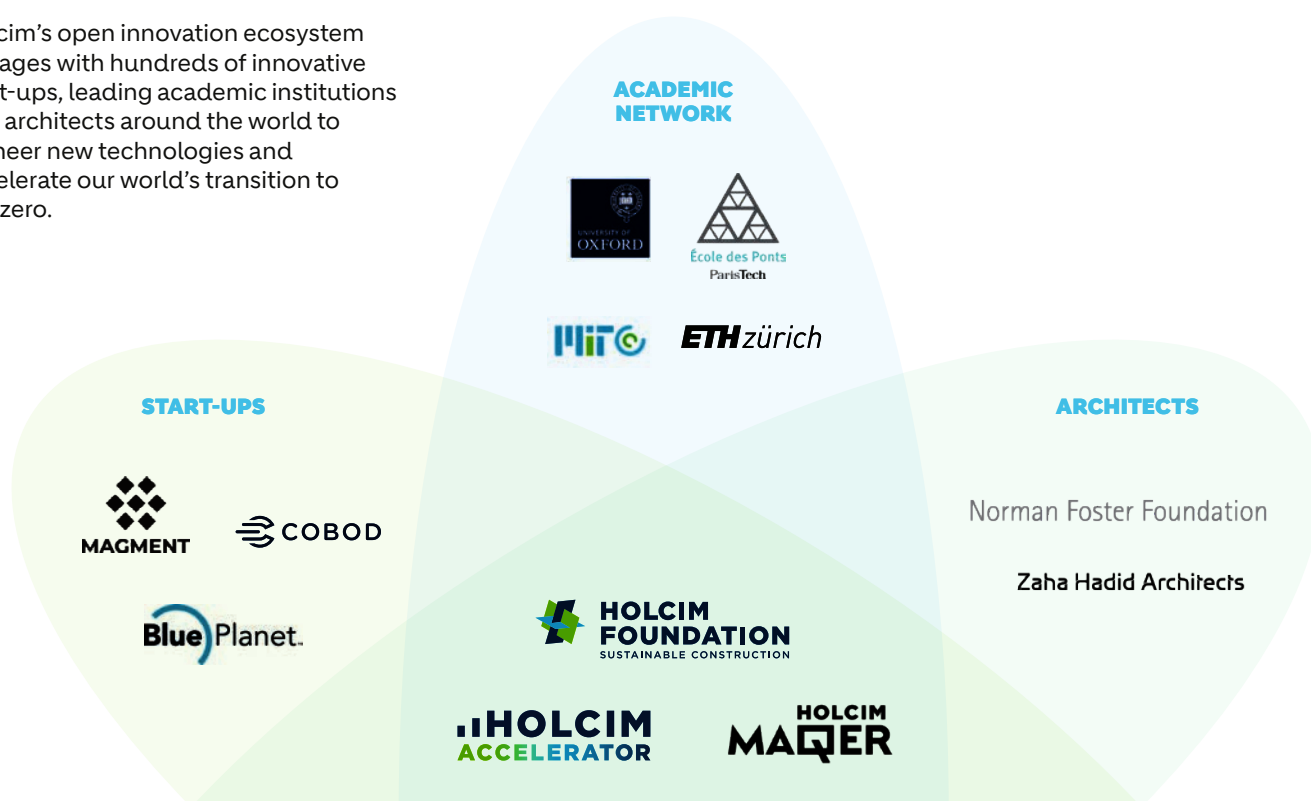 cim’s open innovation ecosystem
ages with hundreds of innovative
t-ups, leading academic institutions
architects around the world to
neer new technologies and
elerate our world’s transition to
zero.
ACADEMIC
NETWORK
UNIVERSITY OF
OXFORD
École des Ponts
ParisTech
MIT
ETH zürich
START-UPS
ARCHITECTS
MAGMENT
COBOD
Blue Planet.
Norman Foster Foundation
Zaha Hadid Architects
HOLCIM
FOUNDATION
SUSTAINABLE CONSTRUCTION
HOLCIM
ACCELERATOR
HOLCIM
MAQER